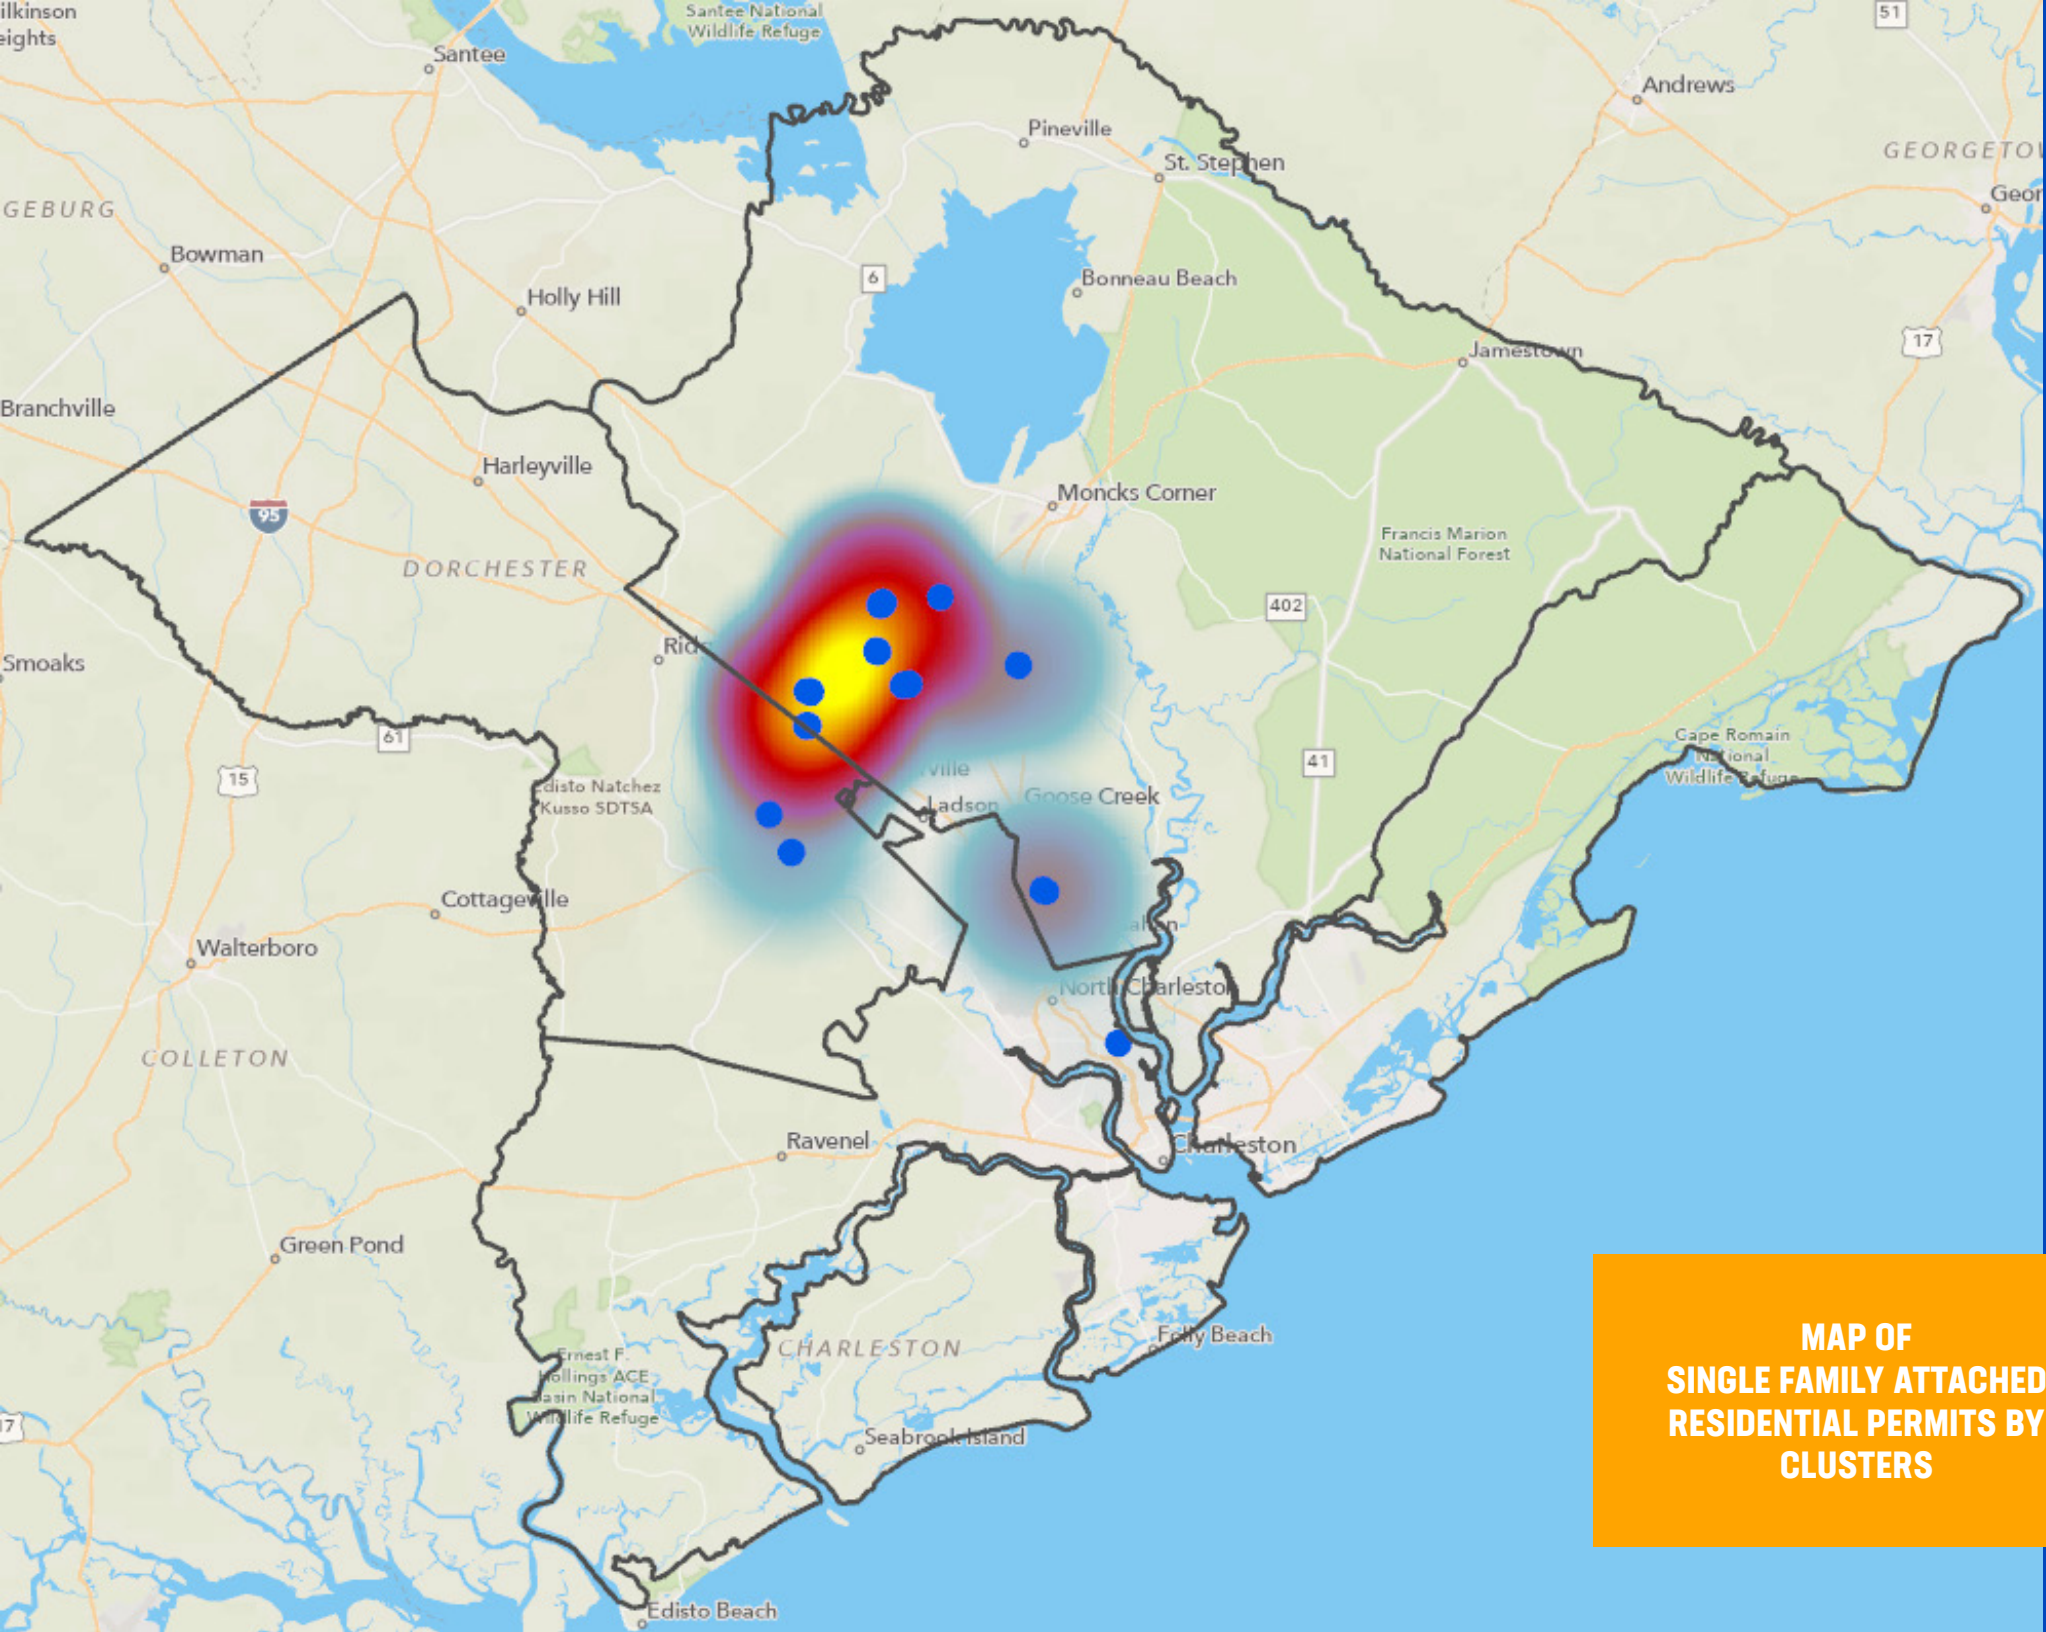 ilkinson
eights
Santee National
Wildlife Refuge
51
Santee
Andrews
Pineville
GEORGETOW
St. Stephen
Geor
GEBURG
Bowman
6
Bonneau Beach
Holly Hill
17
Jamestown
Branchville
Harleyville
95
Moncks Corner
Francis Marion
National Forest
DORCHESTER
402
Rid
Smoaks
61
Cape Romain
National
Wildlife Refuge
41
15
ville
Edisto Natchez
Kusso SDTSA
Goose Creek
Ladson
Cottageville
ahan
Walterboro
North Charleston
COLLETON
Ravenel
Charleston
Green Pond
Folly Beach
CHARLESTON
Ernest F.
Hollings ACE
Basin National
Wildlife Refuge
17
Seabrook Island
Edisto Beach
MAP OF
SINGLE FAMILY ATTACHED
RESIDENTIAL PERMITS BY
CLUSTERS